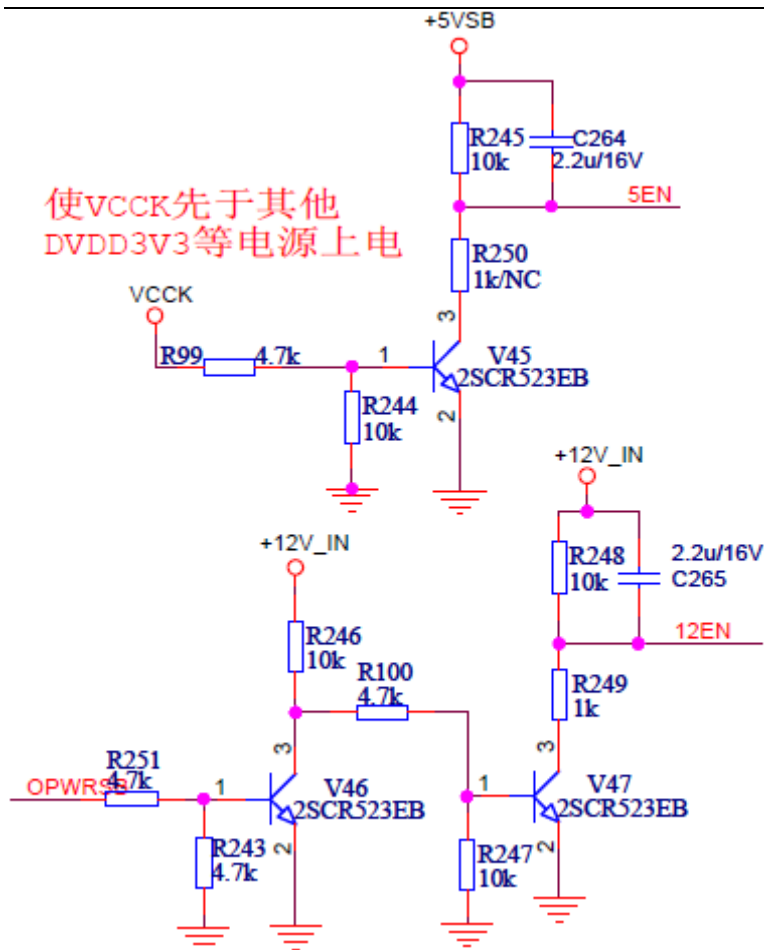 +5VSB
R245
10k
C264
2.2u/16V
5EN
使VCCK先于其他
DVDD3V3等电源上电
R250
1k/NC
VCCK
3
R99
4.7k
1
V45
2SCR523EB
R244
10k
2
+12V_IN
+12V_IN
R248
10k
2.2u/16V
C265
R246
10k
12EN
R100
4.7k
R249
1k
3
3
R251
4.7k
OPWRSB
1
V46
2SCR523EB
1
V47
2SCR523EB
R243
4.7k
2
R247
10k
2